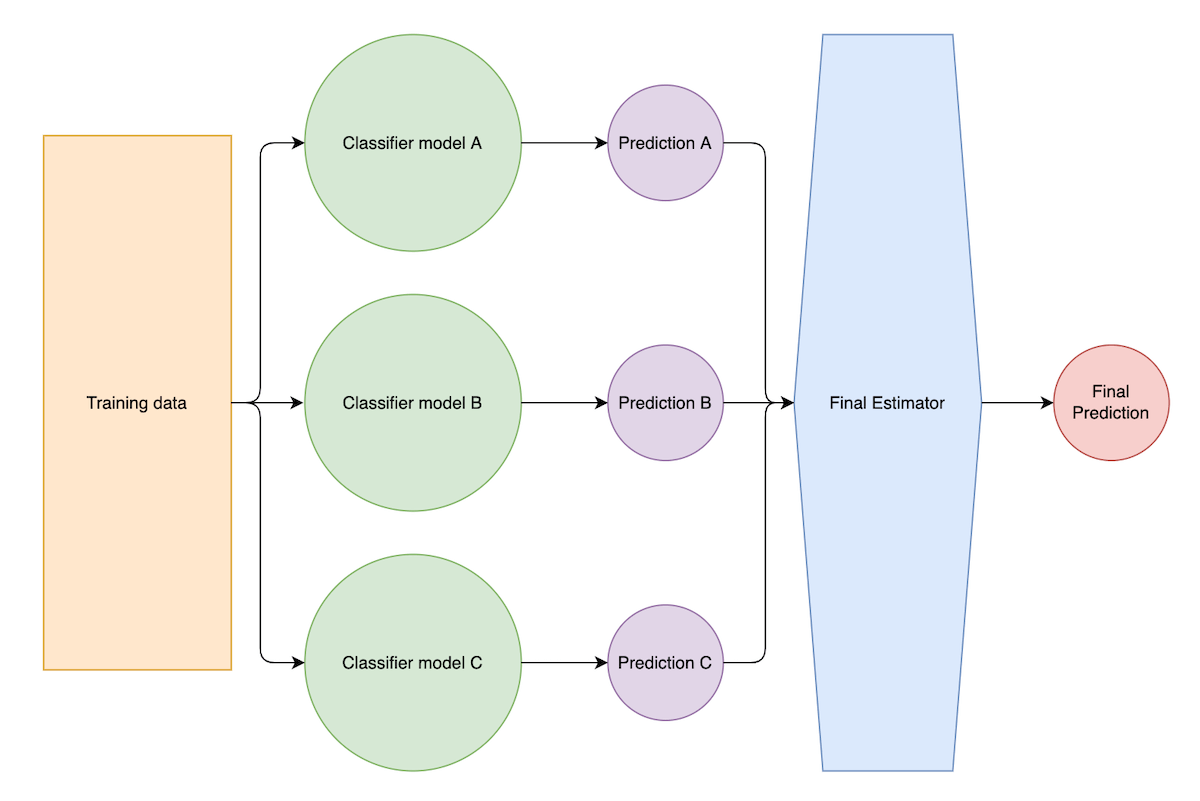 Classifier model A
Prediction A
Training data
Classifier model B
Prediction B
Final Estimator
Final
Prediction
Classifier model C
Prediction C